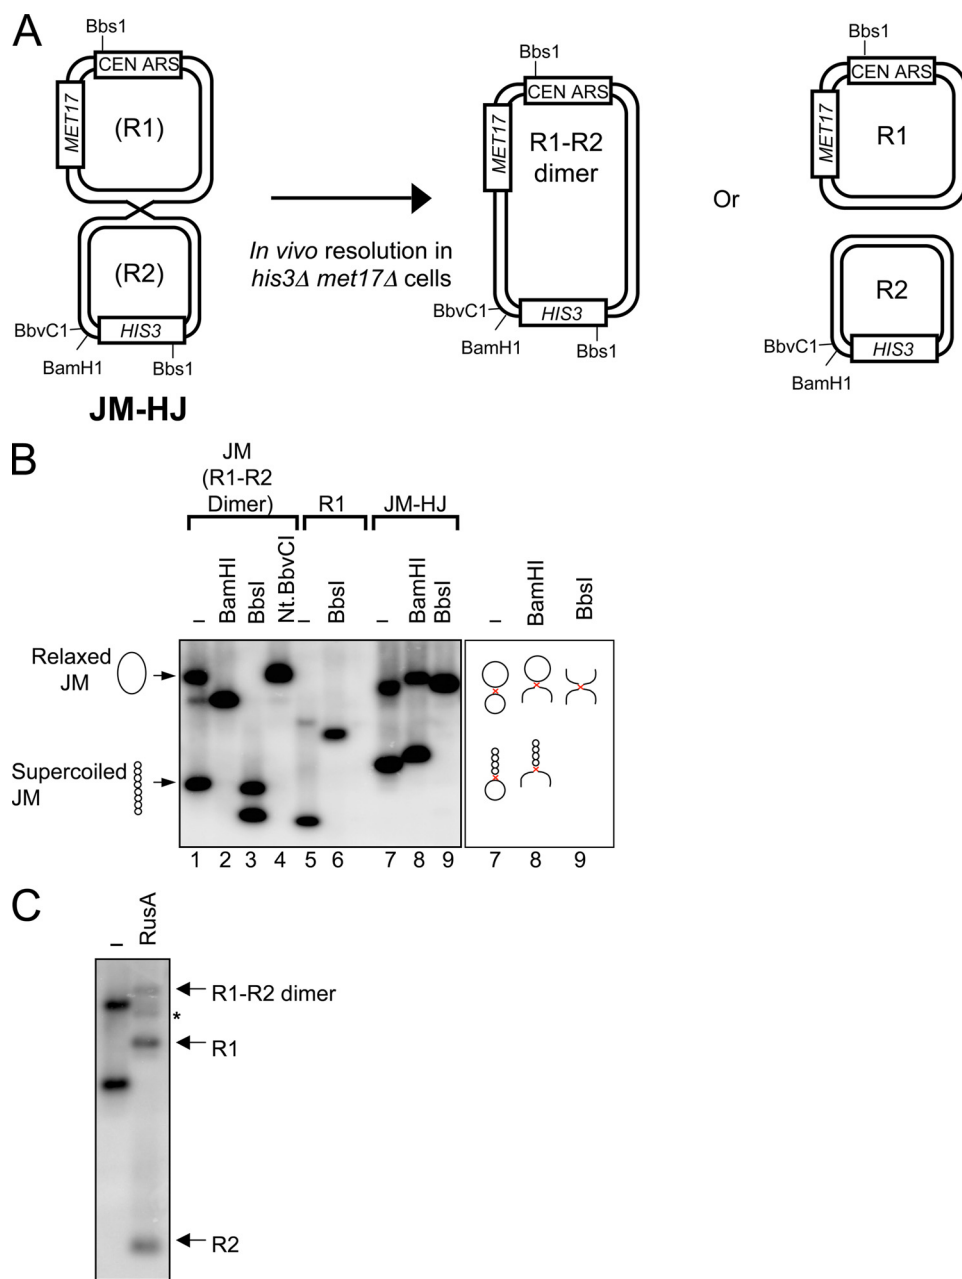 A
Bbs1
CEN ARS
MET17
(R1)
(R2)
BbvC1
HIS3
BamH1
Bbs1
JM-HJ
In vivo resolution in
his3Δ met17Δ cells
Bbs1
CEN ARS
MET17
R1-R2
dimer
BbvC1
HIS3
BamH1
Bbs1
Or
Bbs1
CEN ARS
MET17
R1
R2
BbvC1
HIS3
BamH1
B
JM
(R1-R2
Dimer)
R1
JM-HJ
–
BamHI
BbsI
Nt.BbvCI
–
BbsI
–
BamHI
BbsI
–
BamHI
BbsI
Relaxed
JM
Supercoiled
JM
1 2 3 4 5 6 7 8 9 7 8 9
C
–
RusA
R1-R2 dimer
*
R1
R2